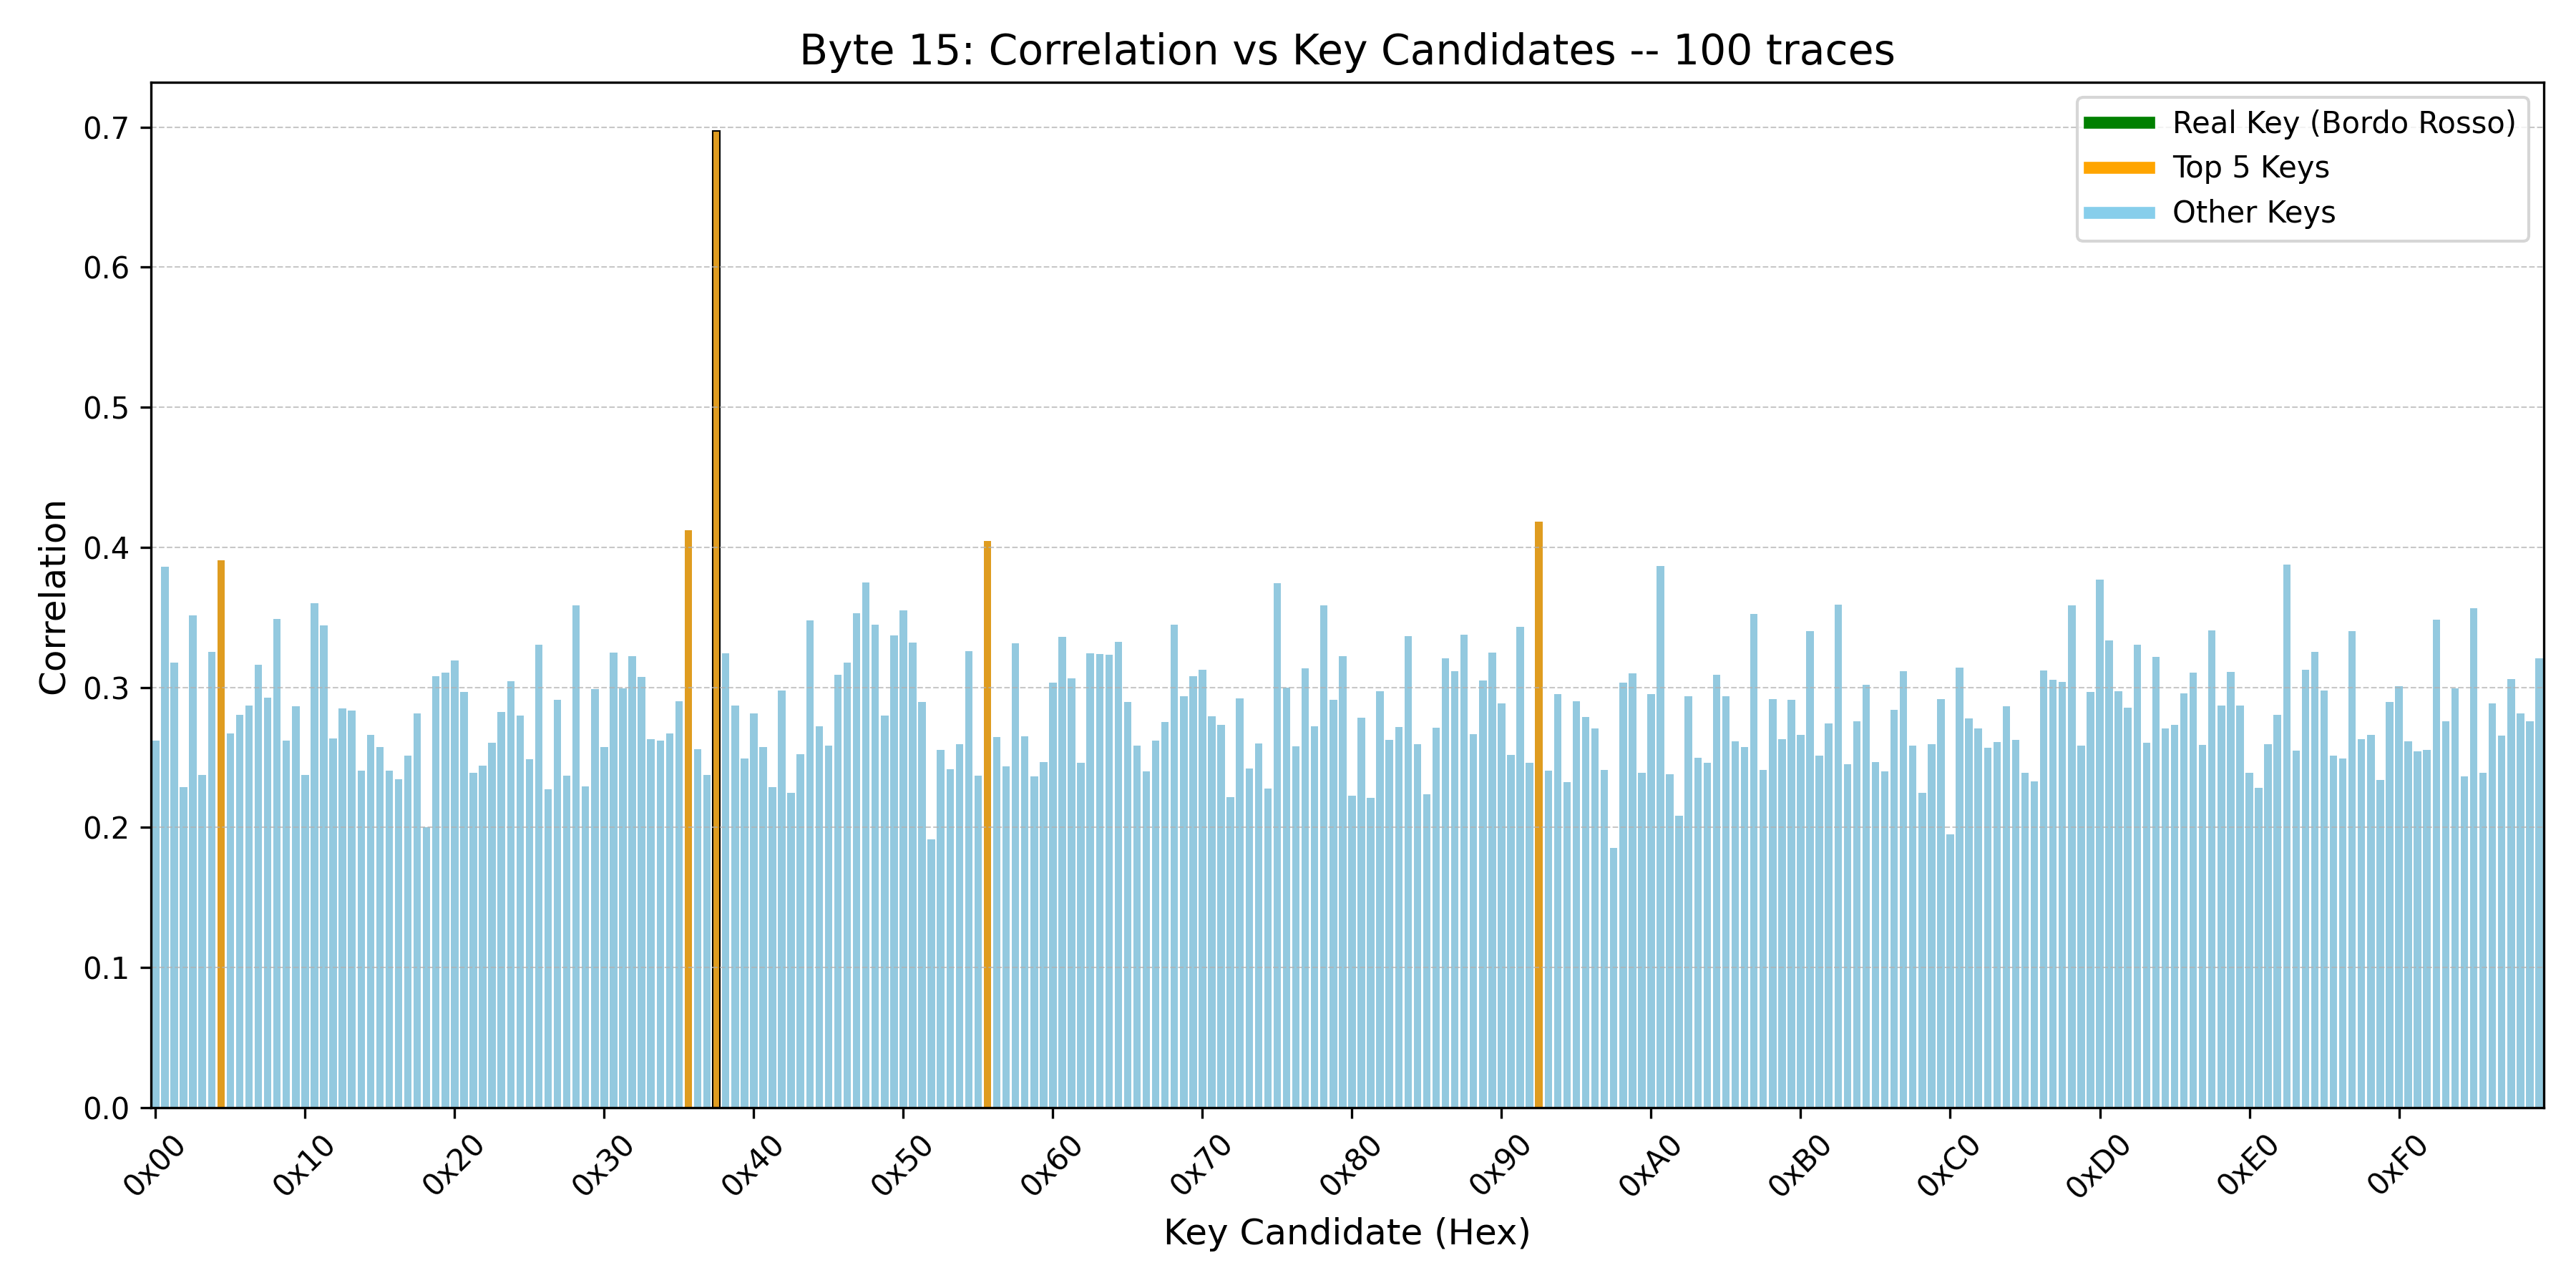 Byte 15: Correlation vs Key Candidates -- 100 traces
Real Key (Bordo Rosso)
Top 5 Keys
Other Keys
Correlation
0.7
0.6
0.5
0.4
0.3
0.2
0.1
0.0
0x00
0x10
0x20
0x30
0x40
0x50
0x60
0x70
0x80
0x90
0xA0
0xB0
0xC0
0xD0
0xE0
0xF0
Key Candidate (Hex)